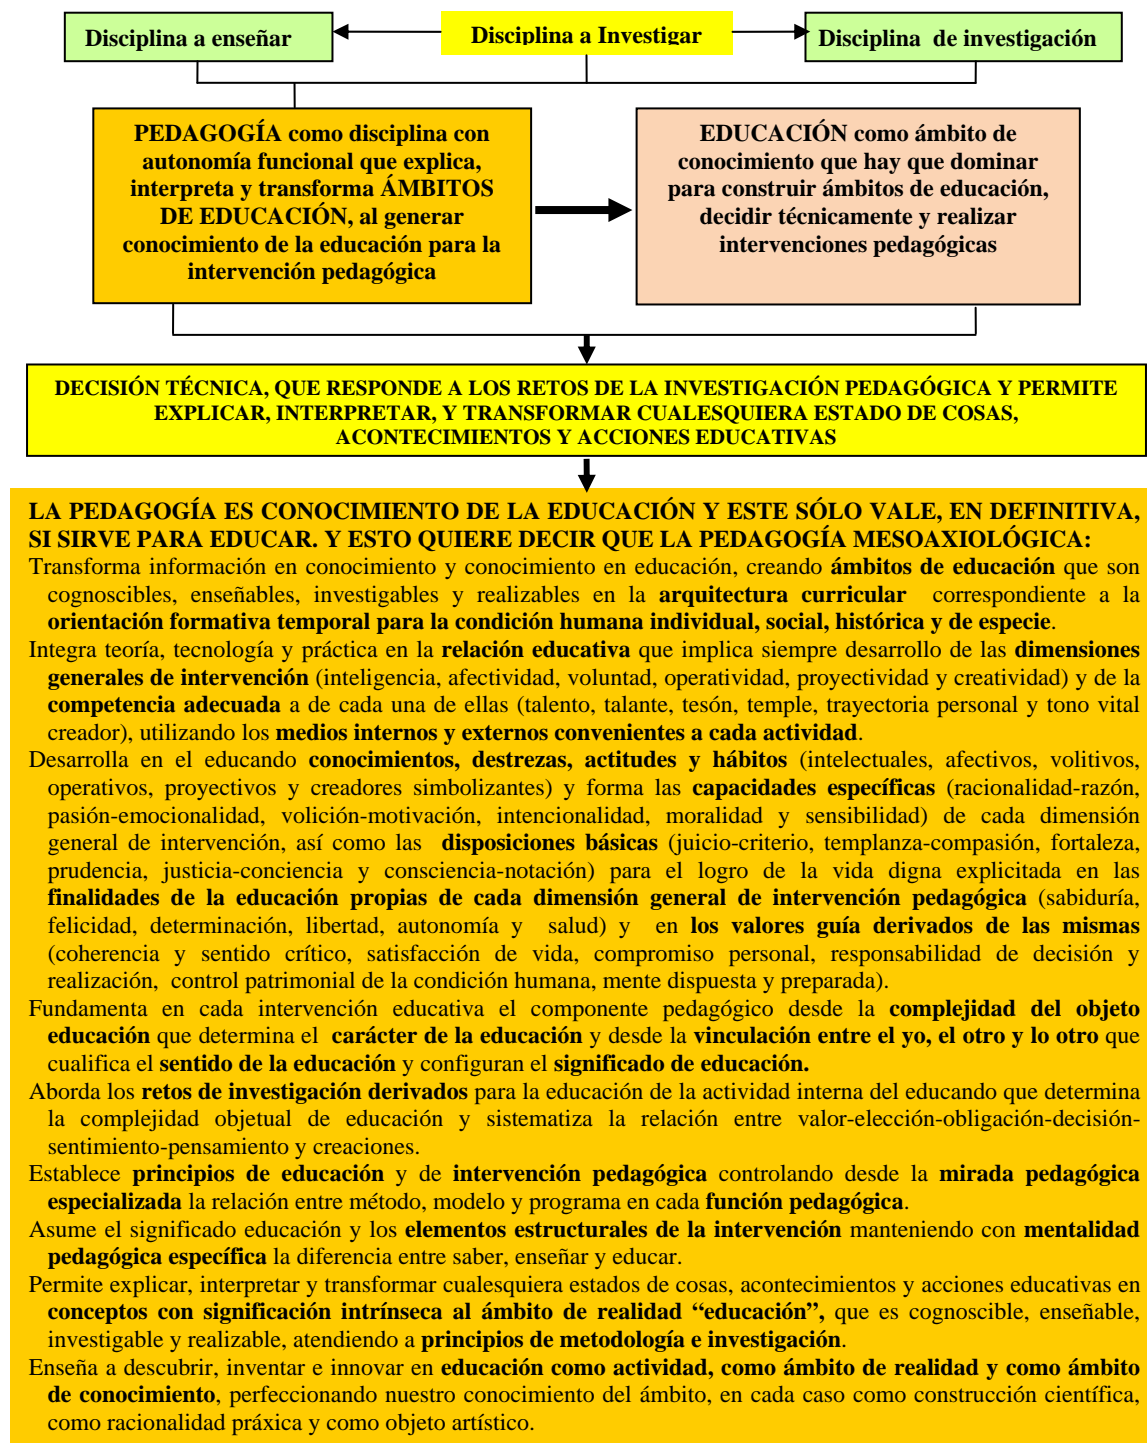 Disciplina a enseñar
Disciplina a Investigar
Disciplina de investigación
PEDAGOGÍA como disciplina con
autonomía funcional que explica,
interpreta y transforma ÁMBITOS
DE EDUCACIÓN, al generar
conocimiento de la educación para la
intervención pedagógica
EDUCACIÓN como ámbito de
conocimiento que hay que dominar
para construir ámbitos de educación,
decidir técnicamente y realizar
intervenciones pedagógicas
DECISIÓN TÉCNICA, QUE RESPONDE A LOS RETOS DE LA INVESTIGACIÓN PEDAGÓGICA Y PERMITE
EXPLICAR, INTERPRETAR, Y TRANSFORMAR CUALESQUIERA ESTADO DE COSAS,
ACONTECIMIENTOS Y ACCIONES EDUCATIVAS
LA PEDAGOGÍA ES CONOCIMIENTO DE LA EDUCACIÓN Y ESTE SÓLO VALE, EN DEFINITIVA,
SI SIRVE PARA EDUCAR. Y ESTO QUIERE DECIR QUE LA PEDAGOGÍA MESOAXIOLÓGICA:
Transforma información en conocimiento y conocimiento en educación, creando ámbitos de educación que son
cognoscibles, enseñables, investigables y realizables en la arquitectura curricular correspondiente a la
orientación formativa temporal para la condición humana individual, social, histórica y de especie.
Integra teoría, tecnología y práctica en la relación educativa que implica siempre desarrollo de las dimensiones
generales de intervención (inteligencia, afectividad, voluntad, operatividad, proyectividad y creatividad) y de la
competencia adecuada a de cada una de ellas (talento, talante, tesón, temple, trayectoria personal y tono vital
creador), utilizando los medios internos y externos convenientes a cada actividad.
Desarrolla en el educando conocimientos, destrezas, actitudes y hábitos (intelectuales, afectivos, volitivos,
operativos, proyectivos y creadores simbolizantes) y forma las capacidades específicas (racionalidad-razón,
pasión-emocionalidad, volición-motivación, intencionalidad, moralidad y sensibilidad) de cada dimensión
general de intervención, así como las disposiciones básicas (juicio-criterio, templanza-compasión, fortaleza,
prudencia, justicia-conciencia y consciencia-notación) para el logro de la vida digna explicitada en las
finalidades de la educación propias de cada dimensión general de intervención pedagógica (sabiduría,
felicidad, determinación, libertad, autonomía y salud) y en los valores guía derivados de las mismas
(coherencia y sentido crítico, satisfacción de vida, compromiso personal, responsabilidad de decisión y
realización, control patrimonial de la condición humana, mente dispuesta y preparada).
Fundamenta en cada intervención educativa el componente pedagógico desde la complejidad del objeto
educación que determina el carácter de la educación y desde la vinculación entre el yo, el otro y lo otro que
cualifica el sentido de la educación y configuran el significado de educación.
Aborda los retos de investigación derivados para la educación de la actividad interna del educando que determina
la complejidad objetual de educación y sistematiza la relación entre valor-elección-obligación-decisión-
sentimiento-pensamiento y creaciones.
Establece principios de educación y de intervención pedagógica controlando desde la mirada pedagógica
especializada la relación entre método, modelo y programa en cada función pedagógica.
Asume el significado educación y los elementos estructurales de la intervención manteniendo con mentalidad
pedagógica específica la diferencia entre saber, enseñar y educar.
Permite explicar, interpretar y transformar cualesquiera estados de cosas, acontecimientos y acciones educativas en
conceptos con significación intrínseca al ámbito de realidad “educación”, que es cognoscible, enseñable,
investigable y realizable, atendiendo a principios de metodología e investigación.
Enseña a descubrir, inventar e innovar en educación como actividad, como ámbito de realidad y como ámbito
de conocimiento, perfeccionando nuestro conocimiento del ámbito, en cada caso como construcción científica,
como racionalidad práxica y como objeto artístico.